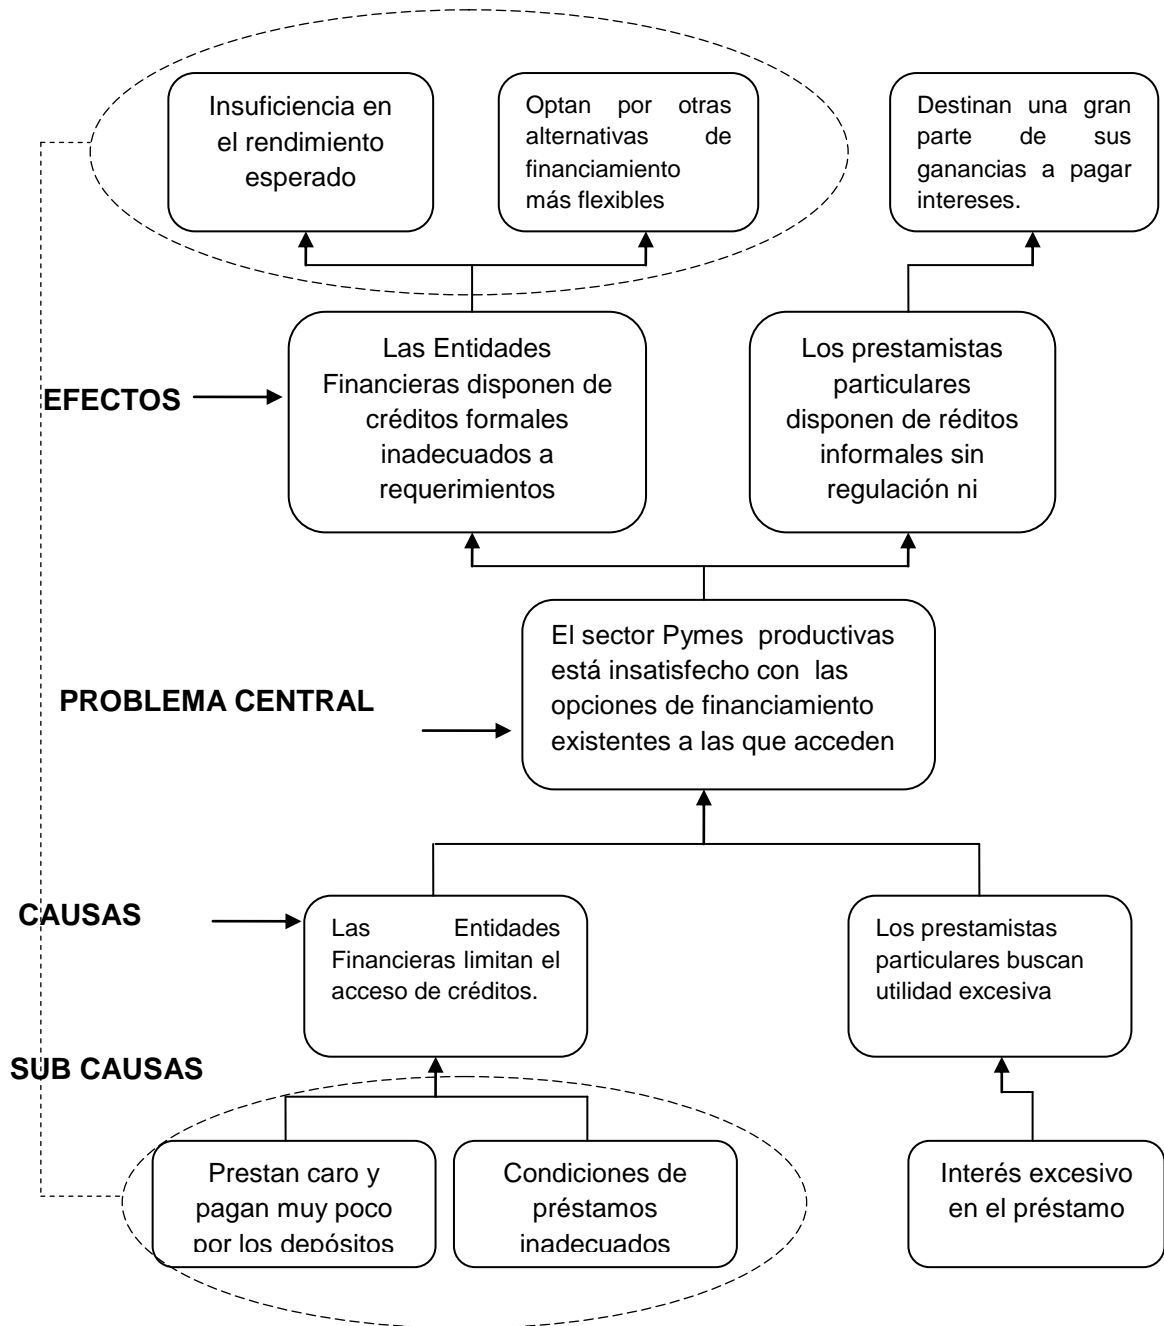 Insuficiencia en
el rendimiento
esperado
Optan por otras
alternativas de
financiamiento
más flexibles
Destinan una gran
parte de sus
ganancias a pagar
intereses.
EFECTOS
Las Entidades
Financieras disponen de
créditos formales
inadecuados a
requerimientos
Los prestamistas
particulares
disponen de réditos
informales sin
regulación ni
PROBLEMA CENTRAL
El sector Pymes productivas
está insatisfecho con las
opciones de financiamiento
existentes a las que acceden
CAUSAS
Las Entidades
Financieras limitan el
acceso de créditos.
Los prestamistas
particulares buscan
utilidad excesiva
SUB CAUSAS
Prestan caro y
pagan muy poco
por los depósitos
Condiciones de
préstamos
inadecuados
Interés excesivo
en el préstamo